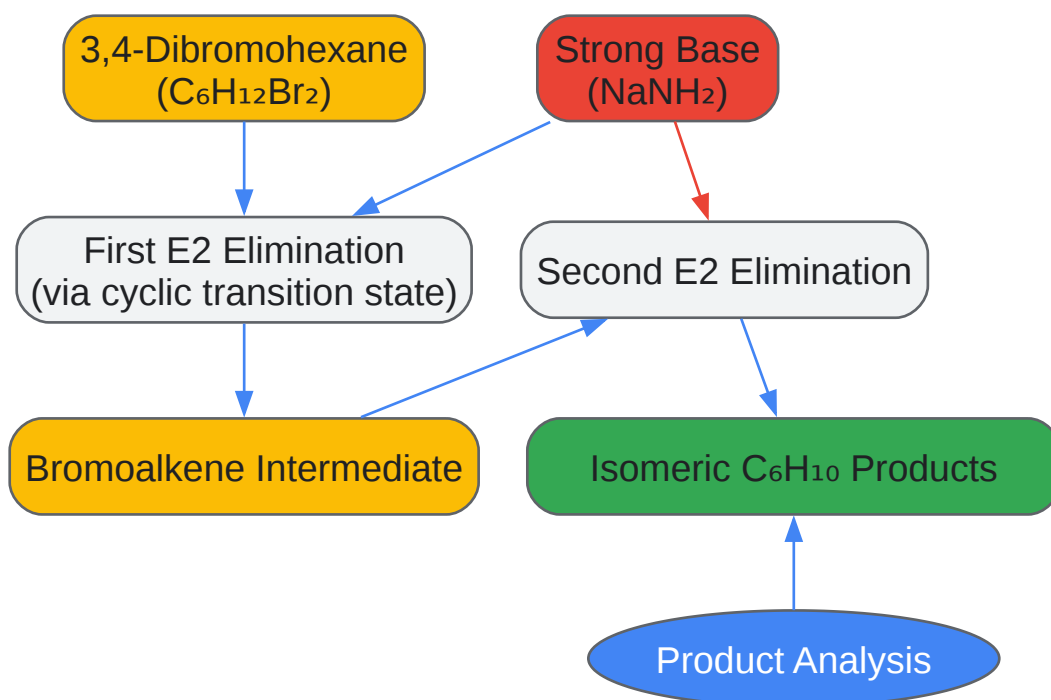 3,4-Dibromohexane
(C₆H₁₂Br₂)
Strong Base
(NaNH₂)
First E2 Elimination
(via cyclic transition state)
Second E2 Elimination
Bromoalkene Intermediate
Isomeric C₆H₁₀ Products
Product Analysis